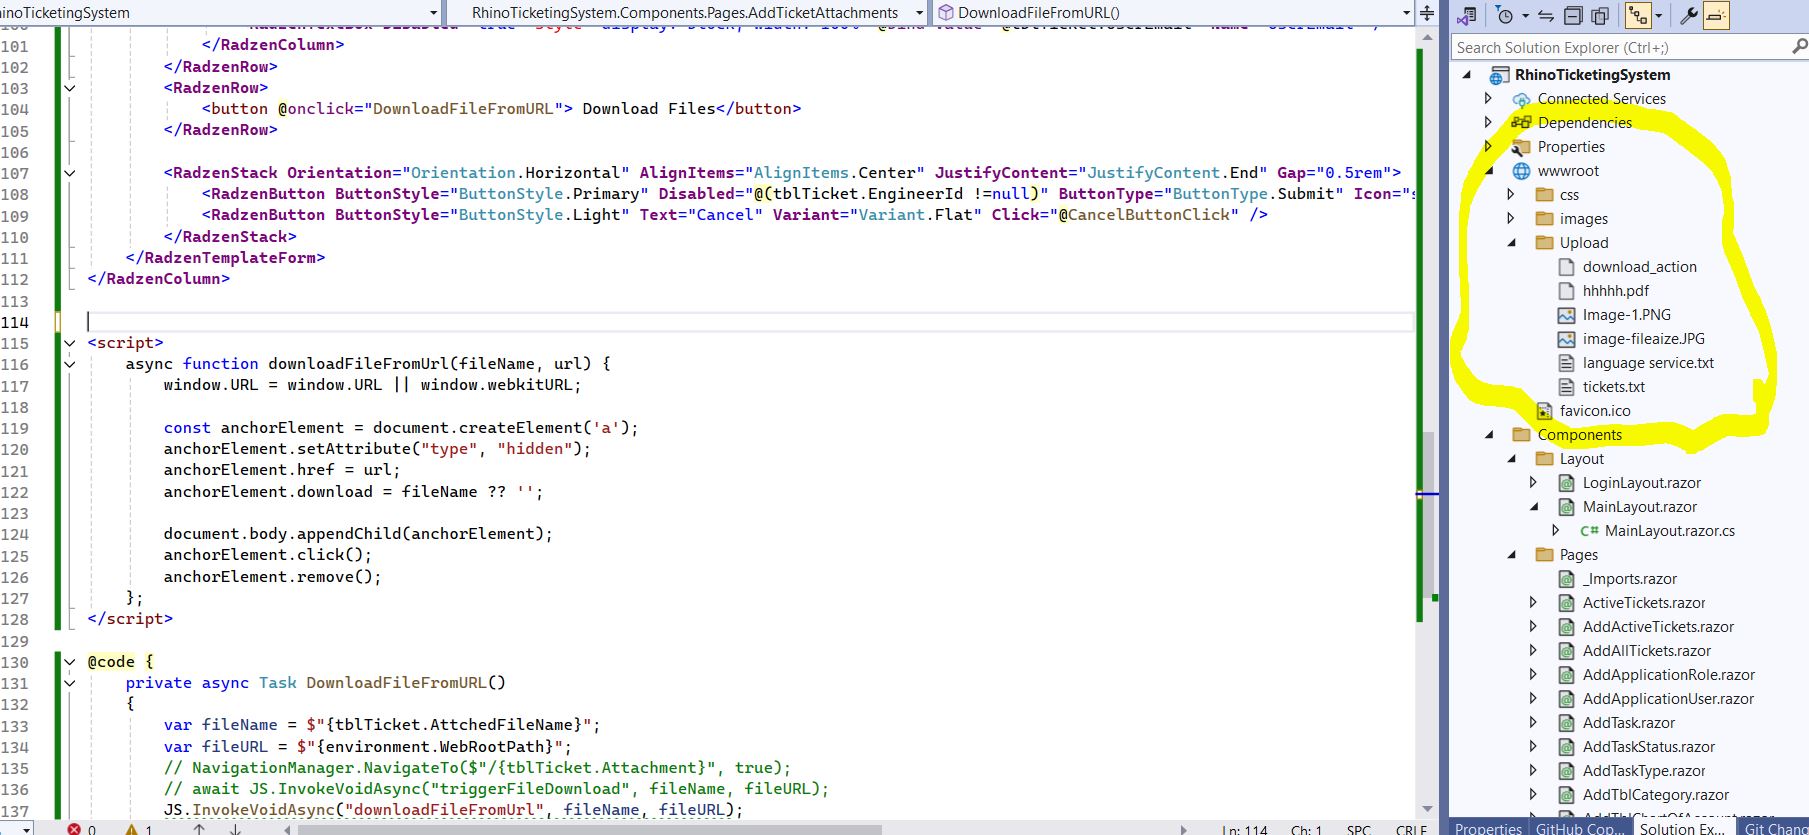 inoTicketingSystem
RhinoTicketingSystem.Components.Pages.AddTicketAttachments
DownloadFileFromURL()
101 </RadzenColumn>
102 </RadzenRow>
103 <RadzenRow>
104 <button @onclick="DownloadFileFromURL"> Download Files</button>
105 </RadzenRow>
106
107 <RadzenStack Orientation="Orientation.Horizontal" AlignItems="AlignItems.Center" JustifyContent="JustifyContent.End" Gap="0.5rem">
108 <RadzenButton ButtonStyle="ButtonStyle.Primary" Disabled="@(tblTicket.EngineerId !=null)" ButtonType="ButtonType.Submit" Icon="s
109 <RadzenButton ButtonStyle="ButtonStyle.Light" Text="Cancel" Variant="Variant.Flat" Click="@CancelButtonClick" />
110 </RadzenStack>
111 </RadzenTemplateForm>
112 </RadzenColumn>
113
114
115 <script>
116 async function downloadFileFromUrl(fileName, url) {
117 window.URL = window.URL || window.webkitURL;
118
119 const anchorElement = document.createElement('a');
120 anchorElement.setAttribute("type", "hidden");
121 anchorElement.href = url;
122 anchorElement.download = fileName ?? '';
123
124 document.body.appendChild(anchorElement);
125 anchorElement.click();
126 anchorElement.remove();
127 };
128 </script>
129
130 @code {
131 private async Task DownloadFileFromURL()
132 {
133 var fileName = $"{tblTicket.AttchedFileName}";
134 var fileURL = $"{environment.WebRootPath}";
135 // NavigationManager.NavigateTo($"/{tblTicket.Attachment}", true);
136 // await JS.InvokeVoidAsync("triggerFileDownload", fileName, fileURL);
137 JS.InvokeVoidAsync("downloadFileFromUrl", fileName, fileURL);
0 1 Ln: 114 Ch: 1 SPC CRLF
Search Solution Explorer (Ctrl+;)
RhinoTicketingSystem
Connected Services
Dependencies
Properties
wwwroot
css
images
Upload
download_action
hhhhh.pdf
Image-1.PNG
image-fileaize.JPG
language service.txt
tickets.txt
favicon.ico
Components
Layout
LoginLayout.razor
MainLayout.razor
C# MainLayout.razor.cs
Pages
_Imports.razor
ActiveTickets.razor
AddActiveTickets.razor
AddAllTickets.razor
AddApplicationRole.razor
AddApplicationUser.razor
AddTask.razor
AddTaskStatus.razor
AddTaskType.razor
AddTblCategory.razor
Properties GitHub Cop... Solution Ex... Git Chang